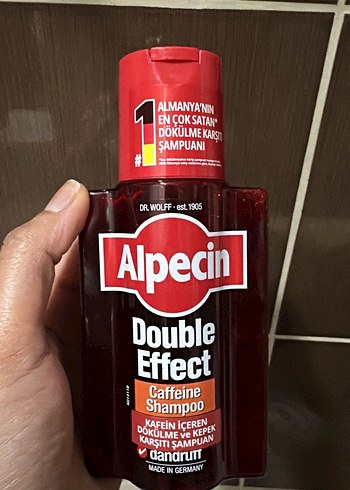 #1
ALMANYA'NIN
EN ÇOK SATAN*
DÖKÜLME KARŞITI
ŞAMPUANI
DR. WOLFF · est. 1905
Alpecin
Double
Effect
Caffeine
Shampoo
KAFEİN İÇEREN
DÖKÜLME ve KEPEK
KARŞITI ŞAMPUAN
dandruff
MADE IN GERMANY